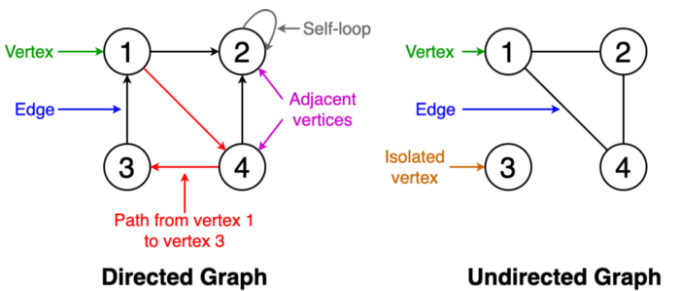 Vertex
1
2
Self-loop
Edge
Adjacent
vertices
3
4
Path from vertex 1
to vertex 3
Directed Graph
Vertex
1
2
Edge
Isolated
vertex
3
4
Undirected Graph